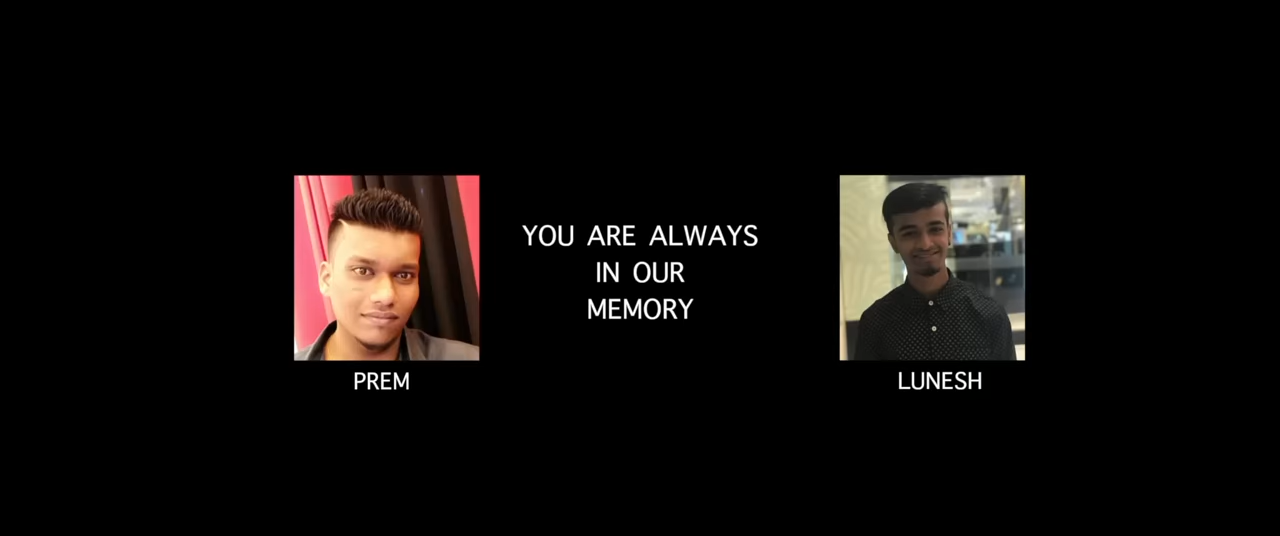 YOU ARE ALWAYS
IN OUR
MEMORY
PREM
LUNESH